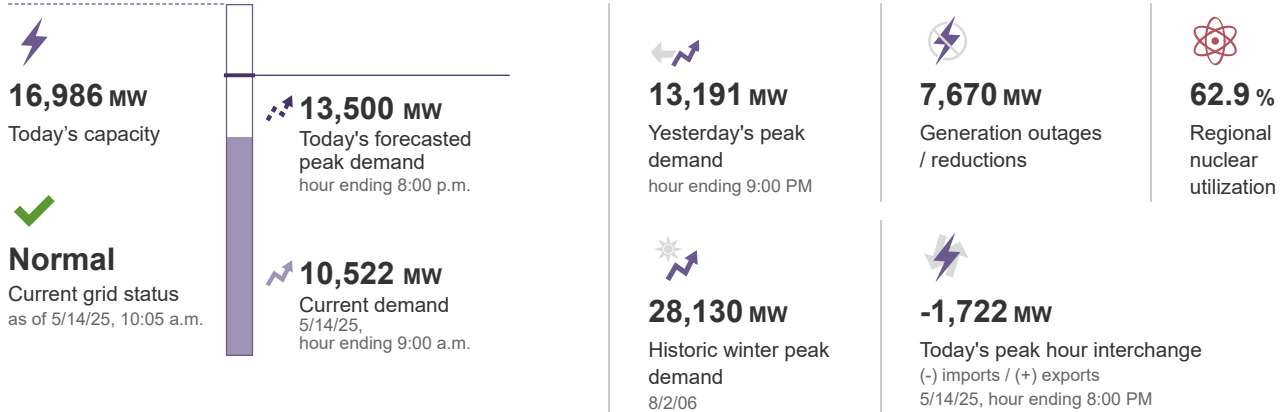 16,986 MW
Today's capacity
Normal
Current grid status
as of 5/14/25, 10:05 a.m.
13,500 MW
Today's forecasted
peak demand
hour ending 8:00 p.m.
10,522 MW
Current demand
5/14/25,
hour ending 9:00 a.m.
13,191 MW
Yesterday's peak
demand
hour ending 9:00 PM
7,670 MW
Generation outages
/ reductions
62.9 %
Regional
nuclear
utilization
28,130 MW
Historic winter peak
demand
8/2/06
-1,722 MW
Today's peak hour interchange
(-) imports / (+) exports
5/14/25, hour ending 8:00 PM